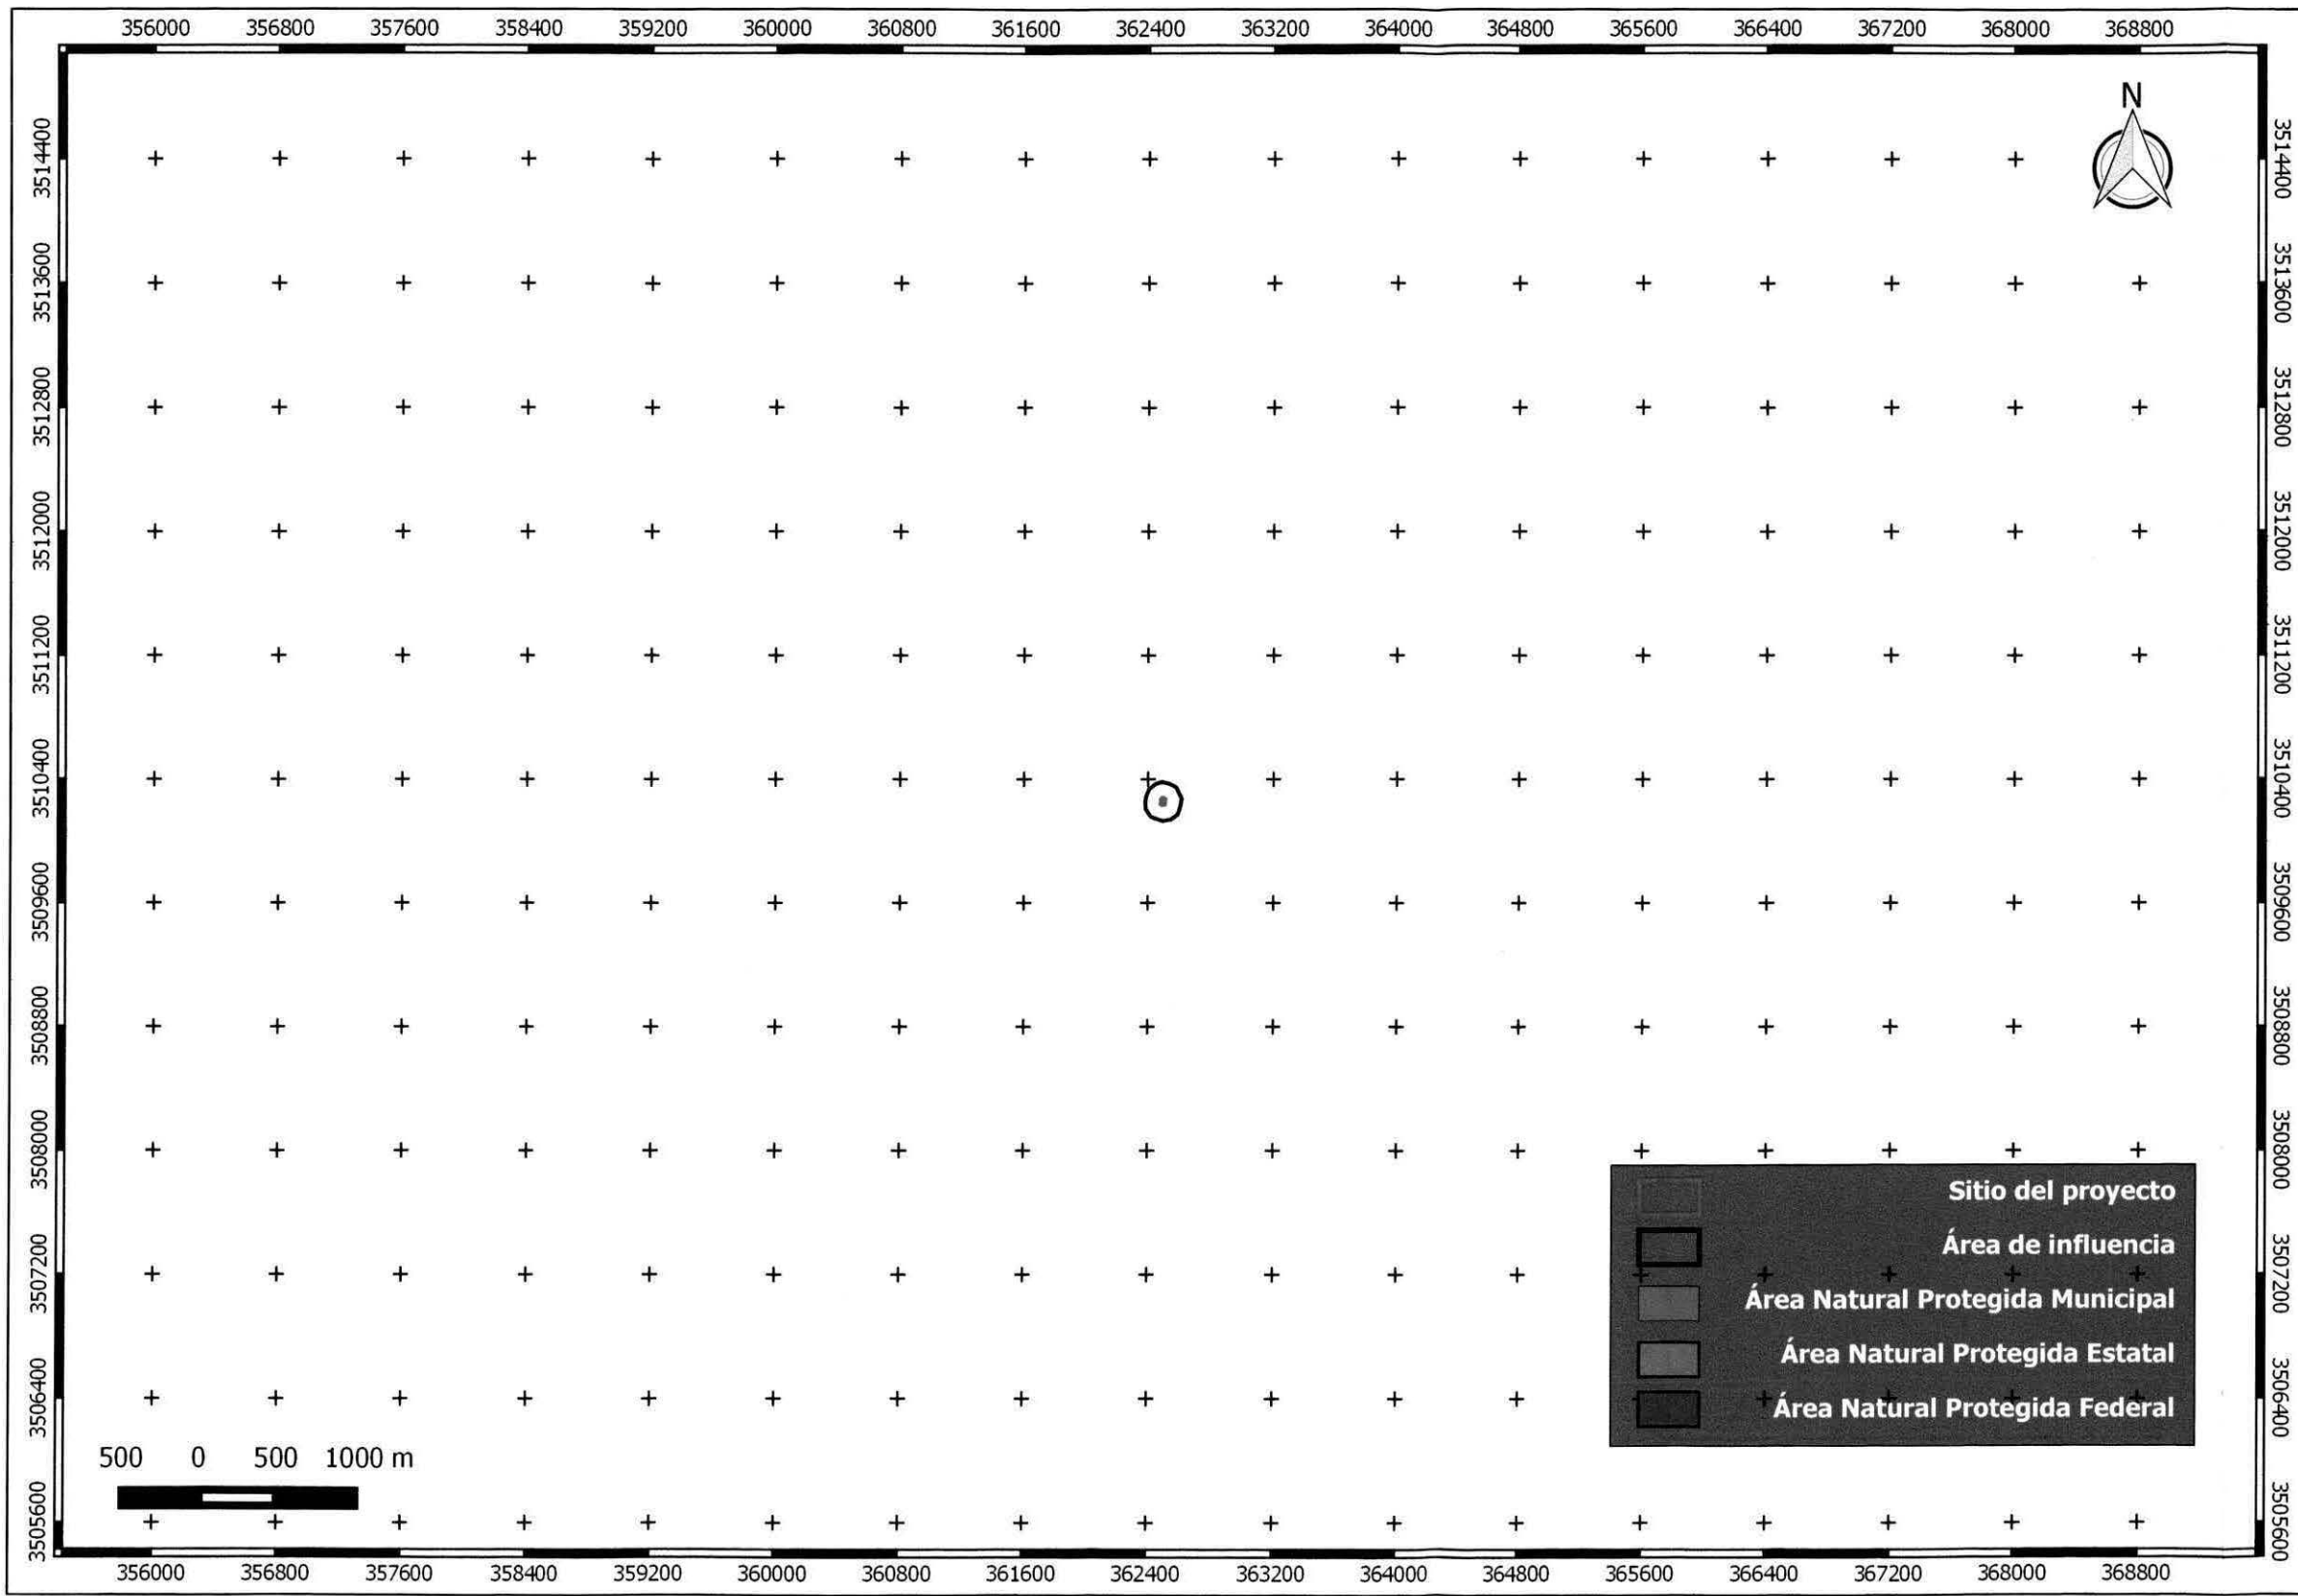 356000 356800 357600 358400 359200 360000 360800 361600 362400 363200 364000 364800 365600 366400 367200 368000 368800
N
3514400 3514400
3513600 3513600
3512800 3512800
3512000 3512000
3511200 3511200
3510400 3510400
3509600 3509600
3508800 3508800
3508000 3508000
Sitio del proyecto
Área de influencia
3507200 3507200
Área Natural Protegida Municipal
Área Natural Protegida Estatal
3506400 3506400
Área Natural Protegida Federal
500 0 500 1000 m
3505600 3505600
356000 356800 357600 358400 359200 360000 360800 361600 362400 363200 364000 364800 365600 366400 367200 368000 368800